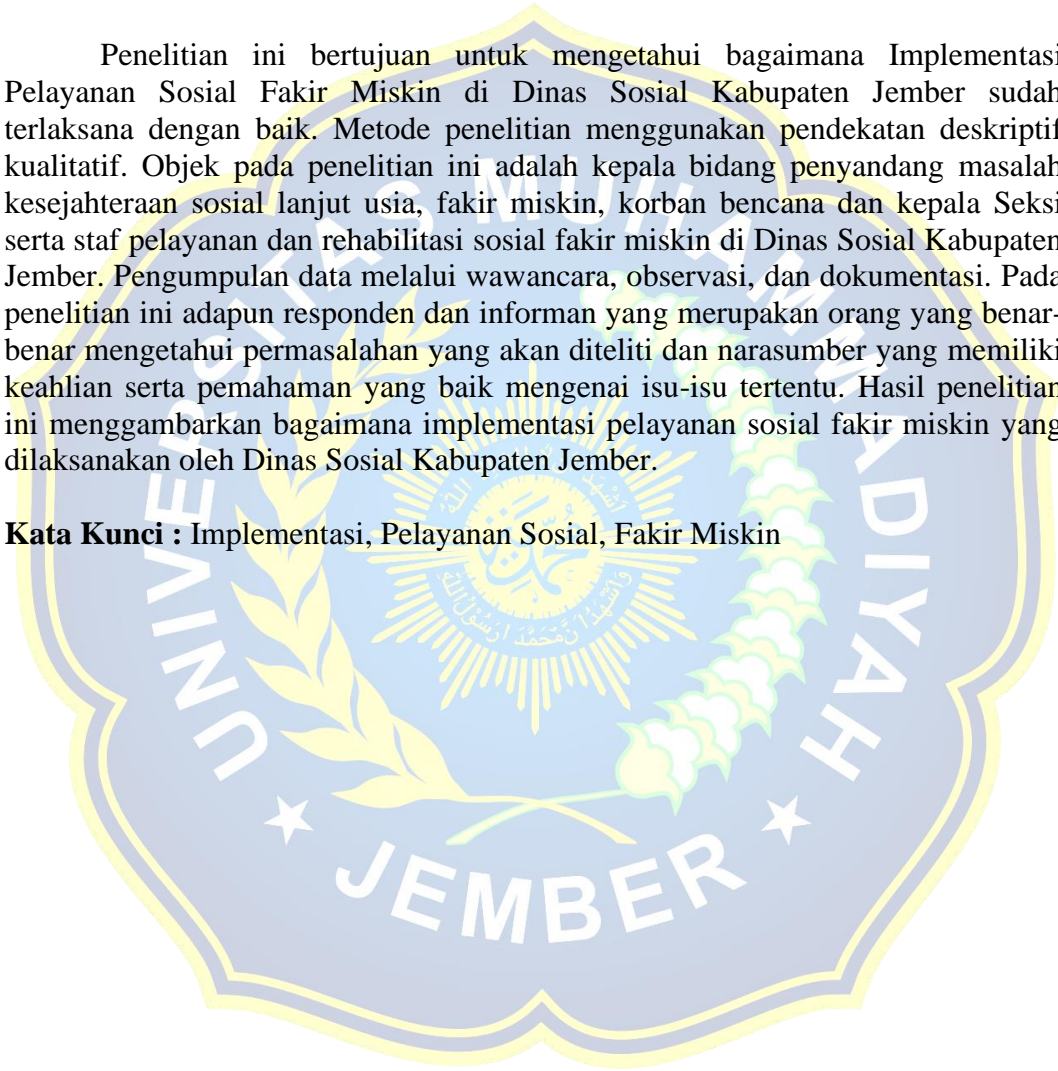 Penelitian ini bertujuan untuk mengetahui bagaimana Implementasi
Pelayanan Sosial Fakir Miskin di Dinas Sosial Kabupaten Jember sudah
terlaksana dengan baik. Metode penelitian menggunakan pendekatan deskriptif
kualitatif. Objek pada penelitian ini adalah kepala bidang penyandang masalah
kesejahteraan sosial lanjut usia, fakir miskin, korban bencana dan kepala Seksi
serta staf pelayanan dan rehabilitasi sosial fakir miskin di Dinas Sosial Kabupaten
Jember. Pengumpulan data melalui wawancara, observasi, dan dokumentasi. Pada
penelitian ini adapun responden dan informan yang merupakan orang yang benar-
benar mengetahui permasalahan yang akan diteliti dan narasumber yang memiliki
keahlian serta pemahaman yang baik mengenai isu-isu tertentu. Hasil penelitian
ini menggambarkan bagaimana implementasi pelayanan sosial fakir miskin yang
dilaksanakan oleh Dinas Sosial Kabupaten Jember.
Kata Kunci : Implementasi, Pelayanan Sosial, Fakir Miskin
UNIVERSITAS MUHAMMADIYAH
JEMBER